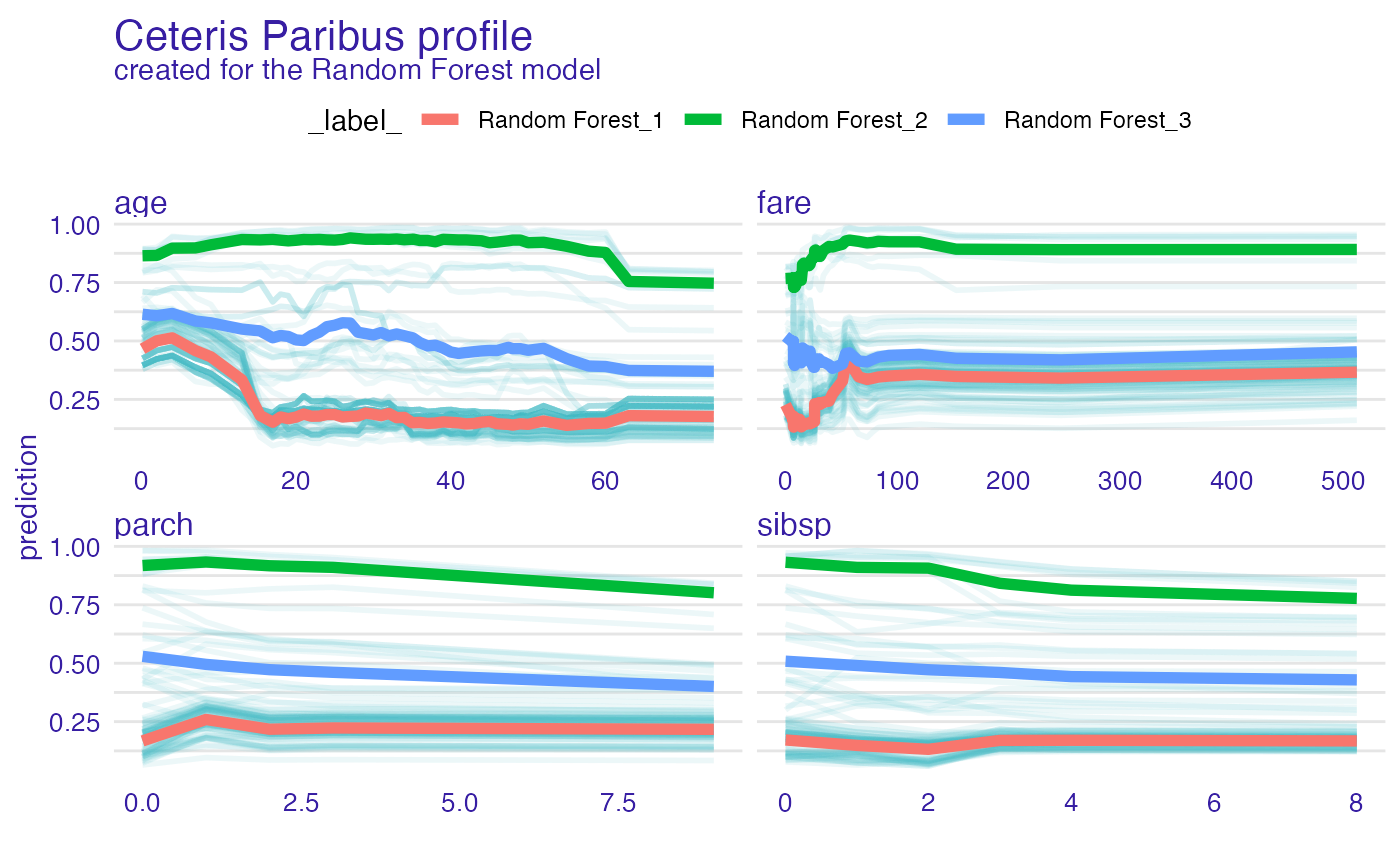 Ceteris Paribus profile
created for the Random Forest model
_label_ Random Forest_1 Random Forest_2 Random Forest_3
age
fare
1.00
0.75
0.50
0.25
0 20 40 60
0 100 200 300 400 500
prediction
parch
sibsp
1.00
0.75
0.50
0.25
0.0 2.5 5.0 7.5
0 2 4 6 8